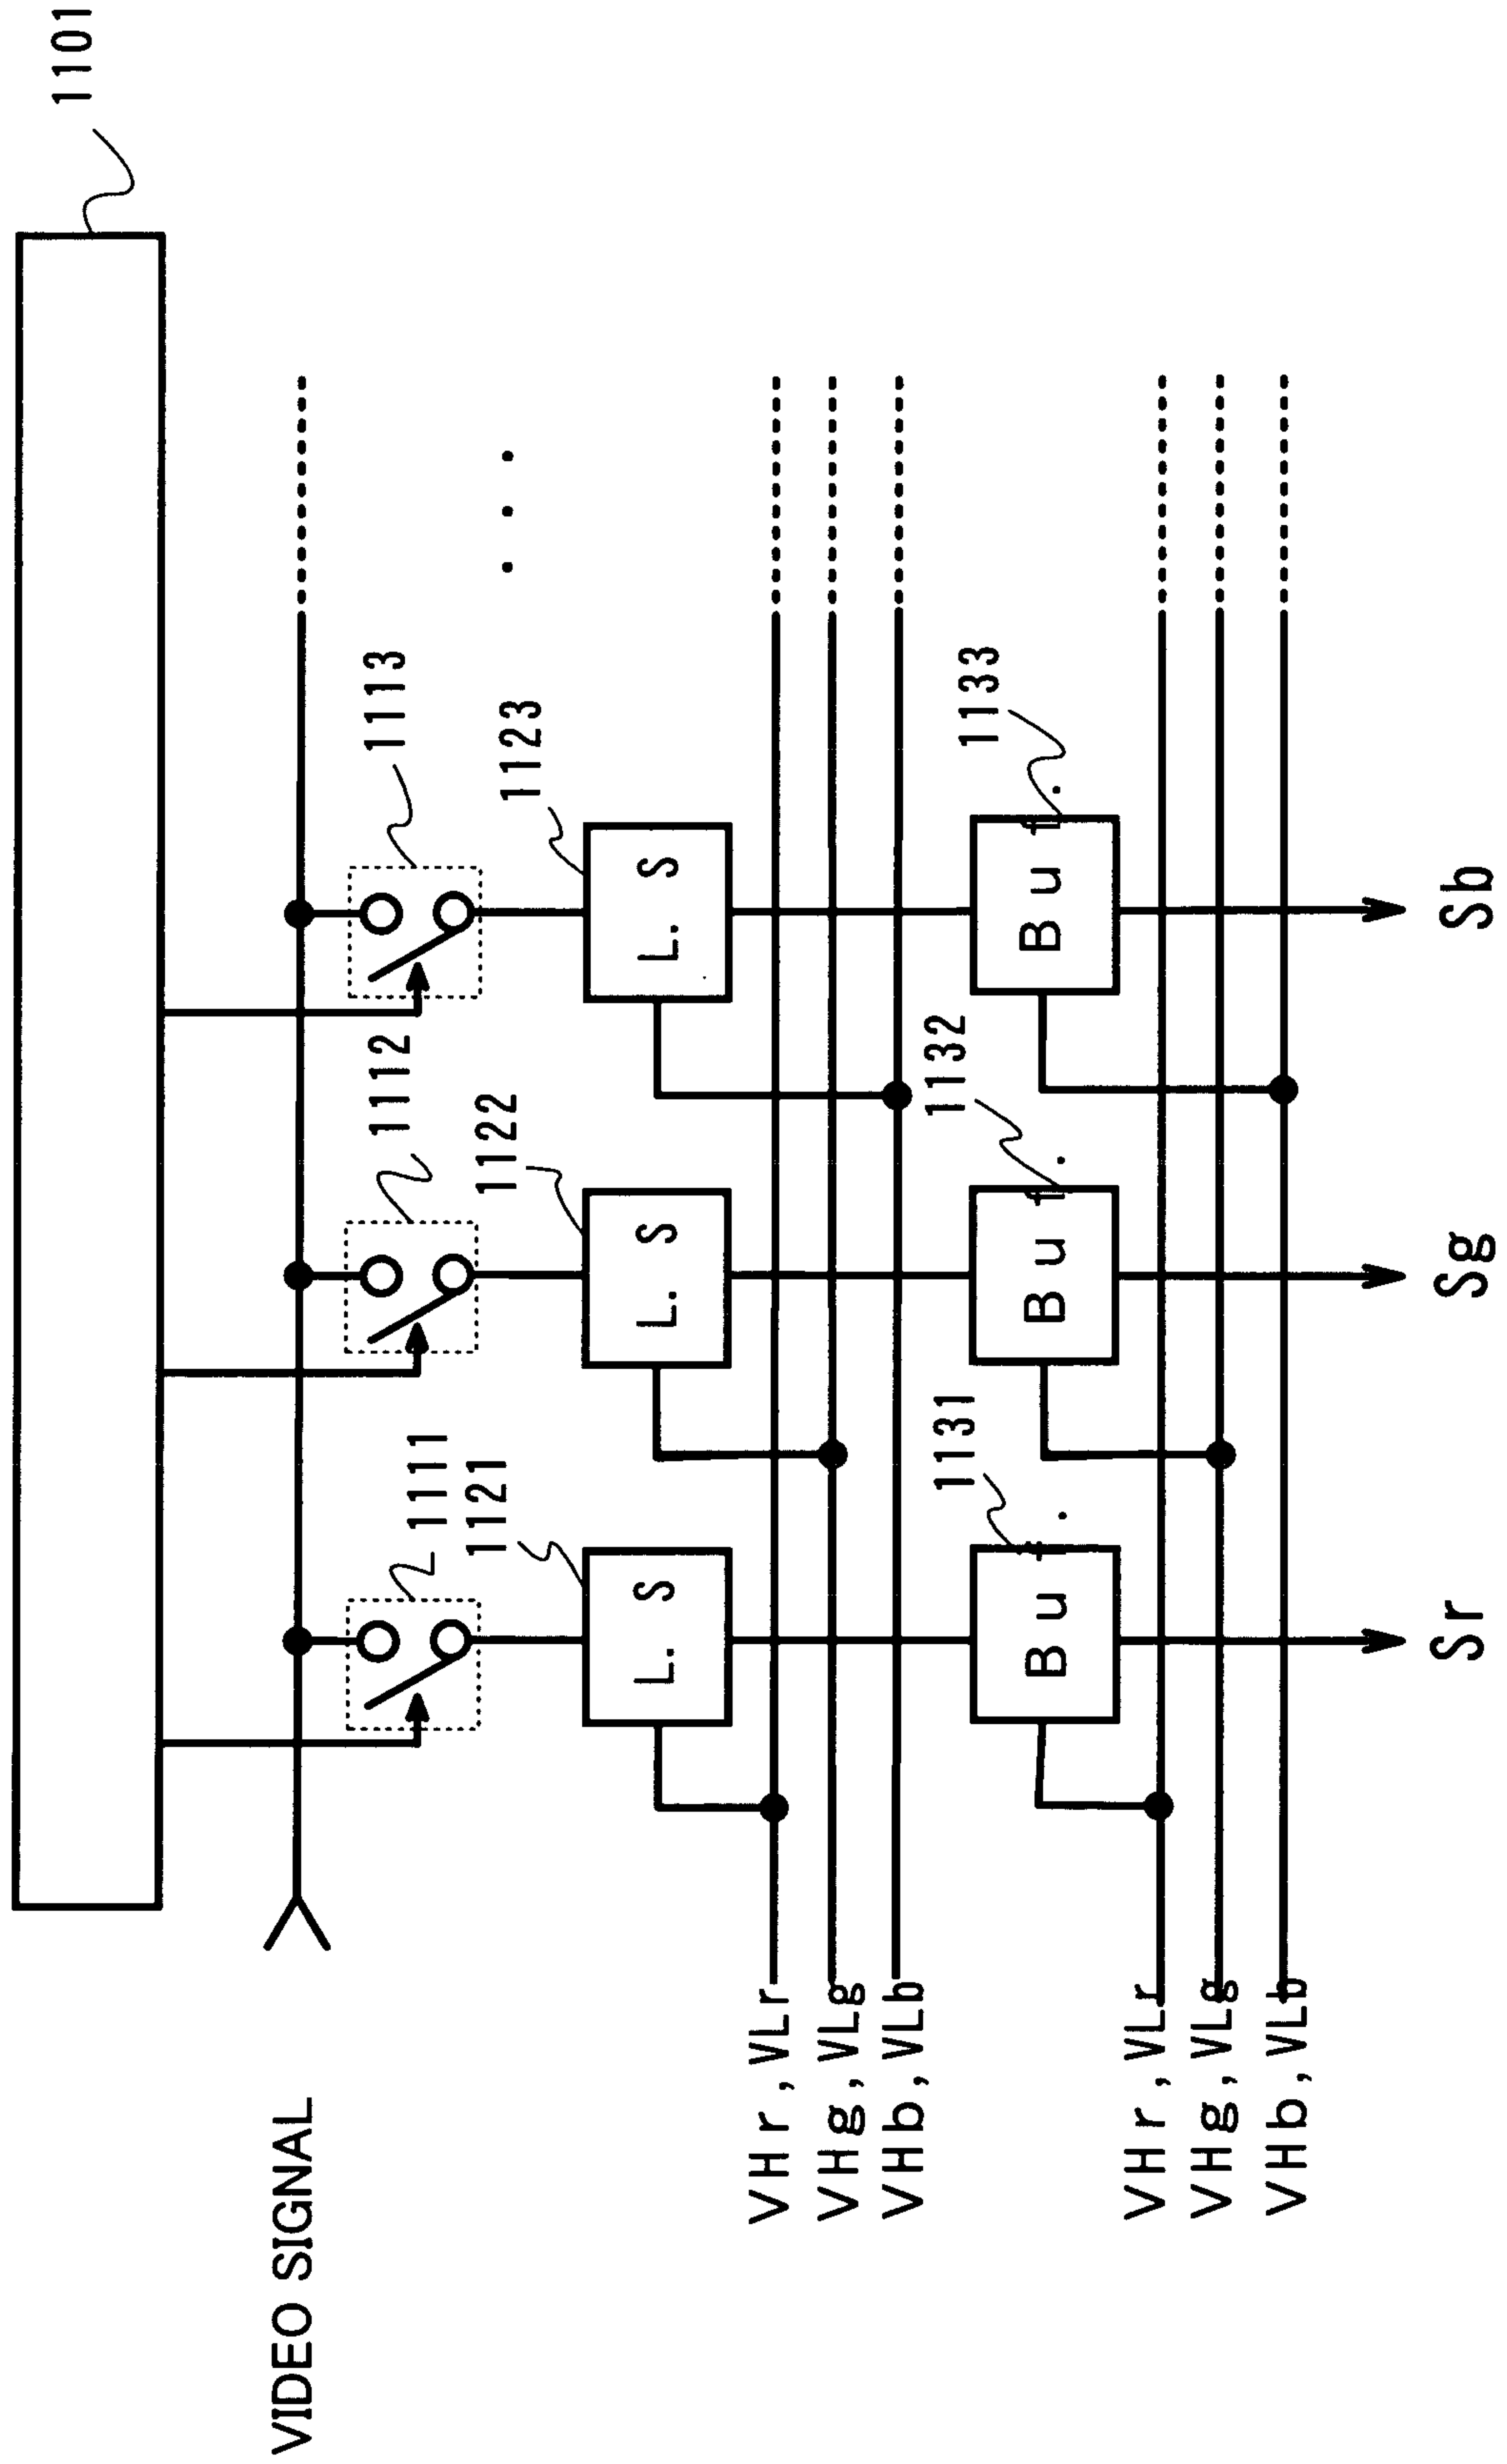 1101
VIDEO SIGNAL
1111
1112
1113
1121
1122
1123
L. S
L. S
L. S
VHr, VLr
VHg, VLg
VHb, VLb
1131
1132
1133
Buf.
Buf.
Buf.
VHr, VLr
VHg, VLg
VHb, VLb
Sr
Sg
Sb